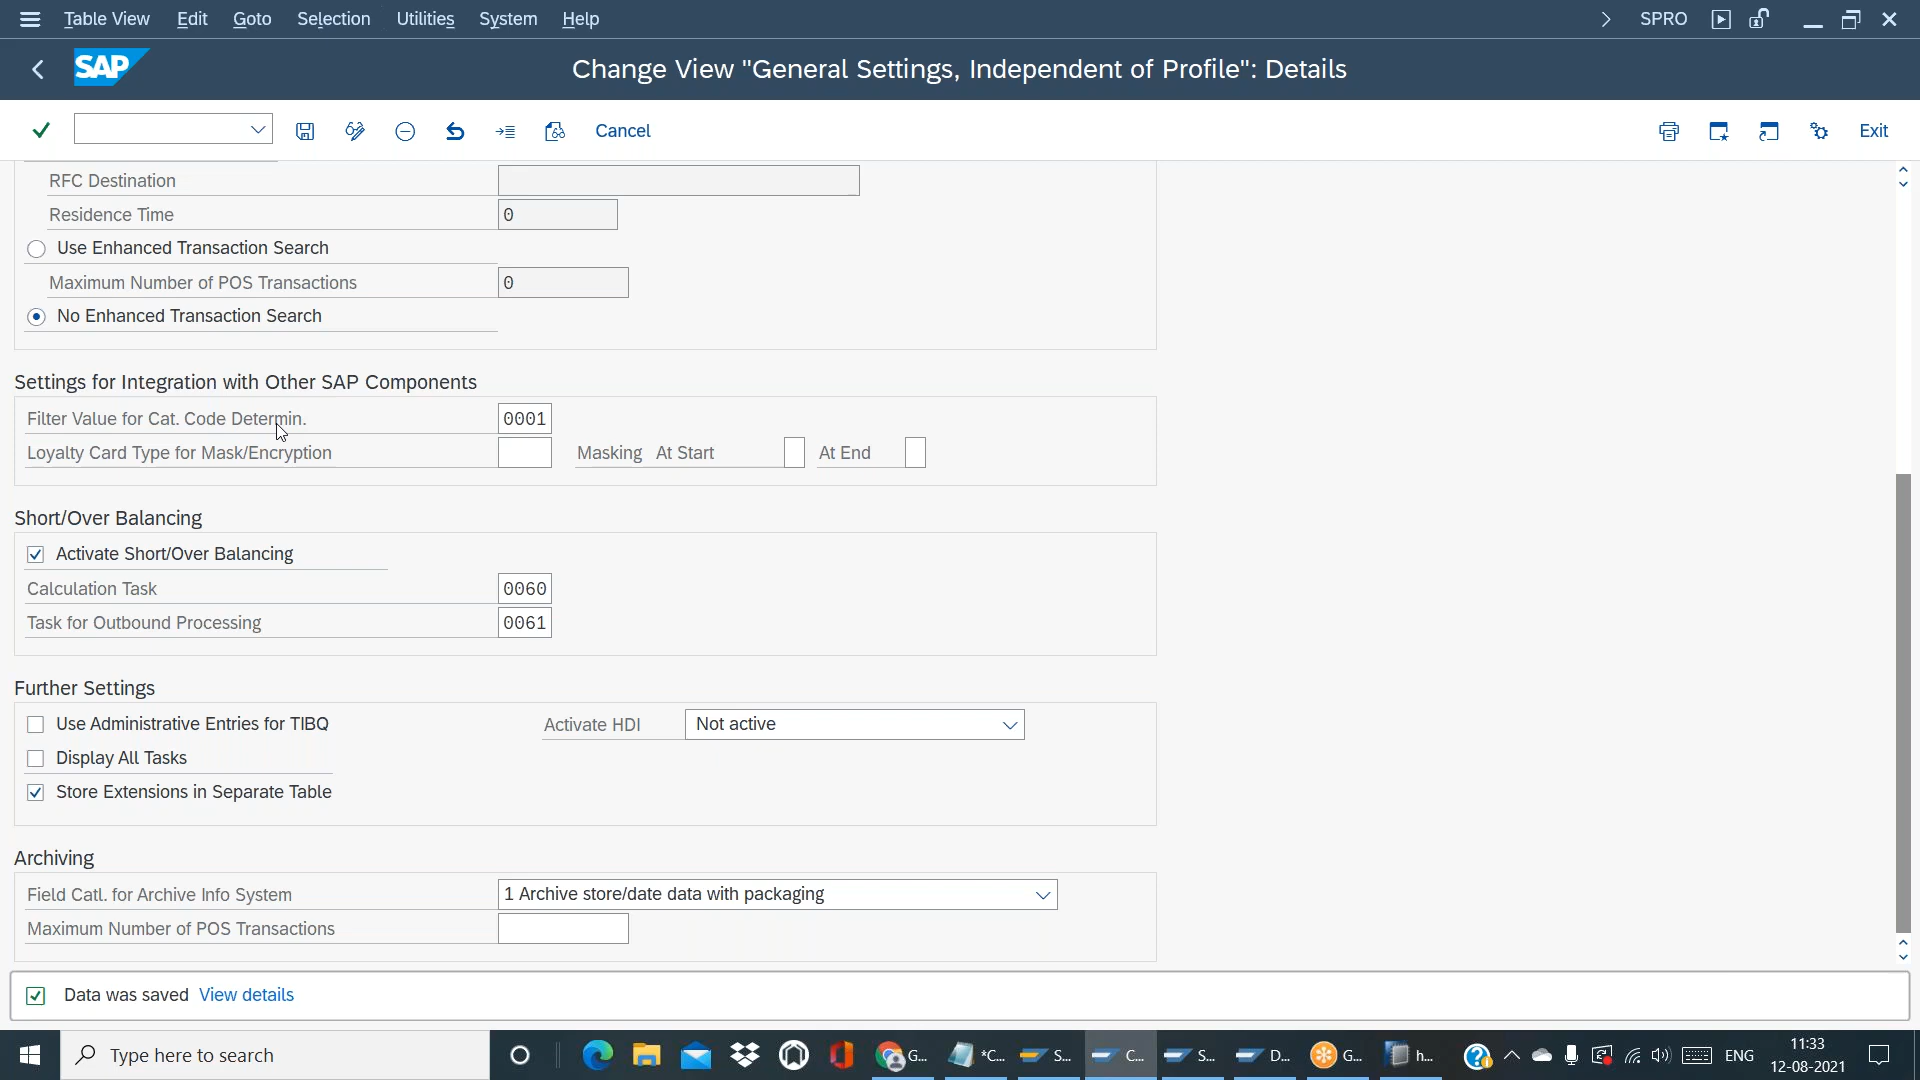 Table View Edit Goto Selection Utilities System Help SPRO
SAP Change View "General Settings, Independent of Profile": Details
Cancel Exit
RFC Destination
Residence Time 0
Use Enhanced Transaction Search
Maximum Number of POS Transactions 0
No Enhanced Transaction Search
Settings for Integration with Other SAP Components
Filter Value for Cat. Code Determin. 0001
Loyalty Card Type for Mask/Encryption Masking At Start At End
Short/Over Balancing
Activate Short/Over Balancing
Calculation Task 0060
Task for Outbound Processing 0061
Further Settings
Use Administrative Entries for TIBQ Activate HDI Not active
Display All Tasks
Store Extensions in Separate Table
Archiving
Field Catl. for Archive Info System 1 Archive store/date data with packaging
Maximum Number of POS Transactions
Data was saved View details
Type here to search G... *C... S... C... S... D... G... h... ENG 11:33
12-08-2021